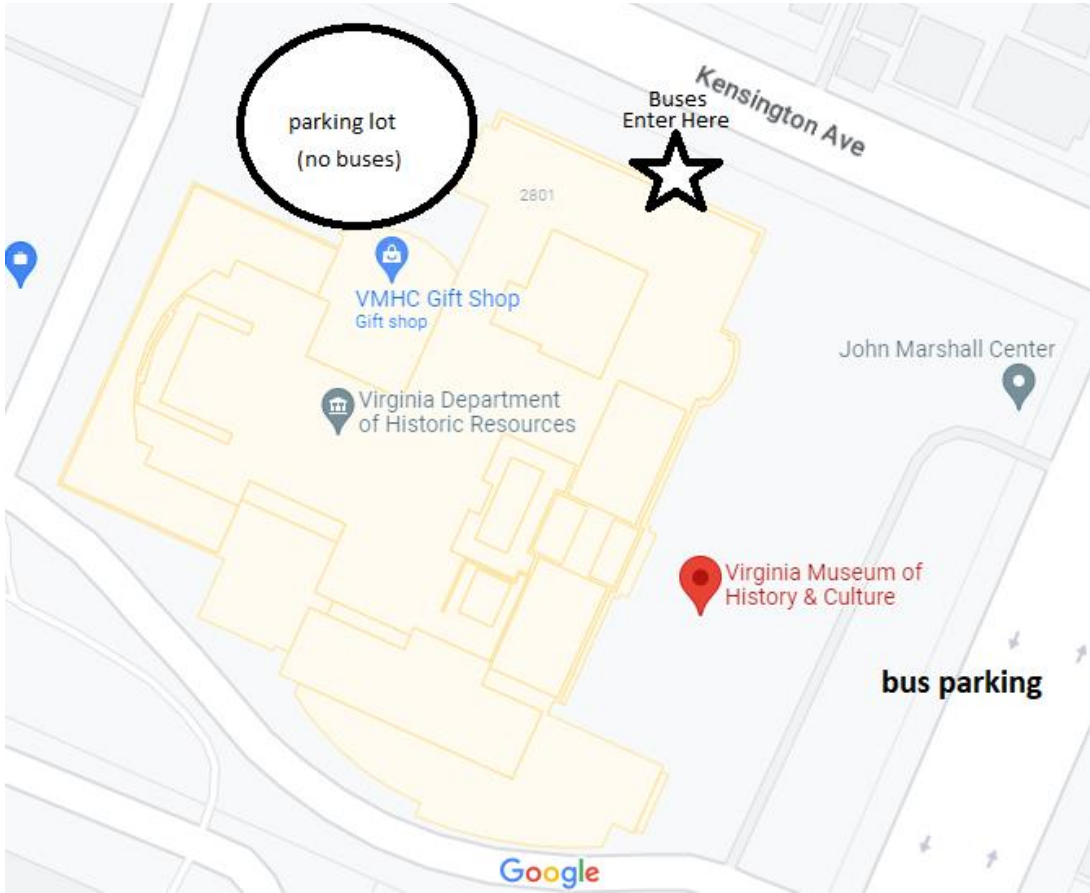 Kensington Ave
Buses
Enter Here
parking lot
(no buses)
2801
VMHC Gift Shop
Gift shop
John Marshall Center
Virginia Department
of Historic Resources
Virginia Museum of
History & Culture
bus parking
Google